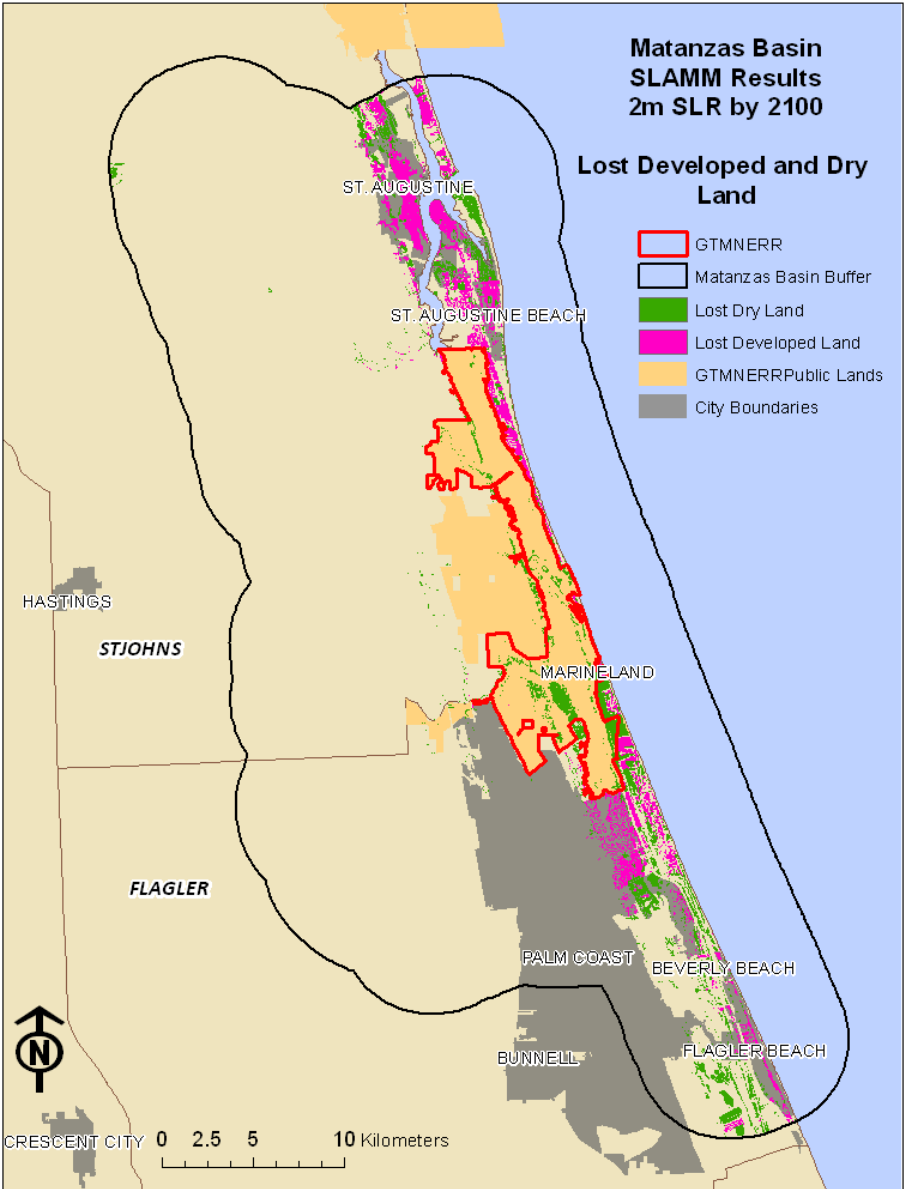 Matanzas Basin
SLAMM Results
2m SLR by 2100
Lost Developed and Dry
Land
GTMNERR
Matanzas Basin Buffer
Lost Dry Land
Lost Developed Land
GTMNERRPublic Lands
City Boundaries
ST. AUGUSTINE
ST. AUGUSTINE BEACH
HASTINGS
STJOHNS
MARINELAND
FLAGLER
PALM COAST
BEVERLY BEACH
BUNNELL
FLAGLER BEACH
N
CRESCENT CITY
0 2.5 5 10 Kilometers